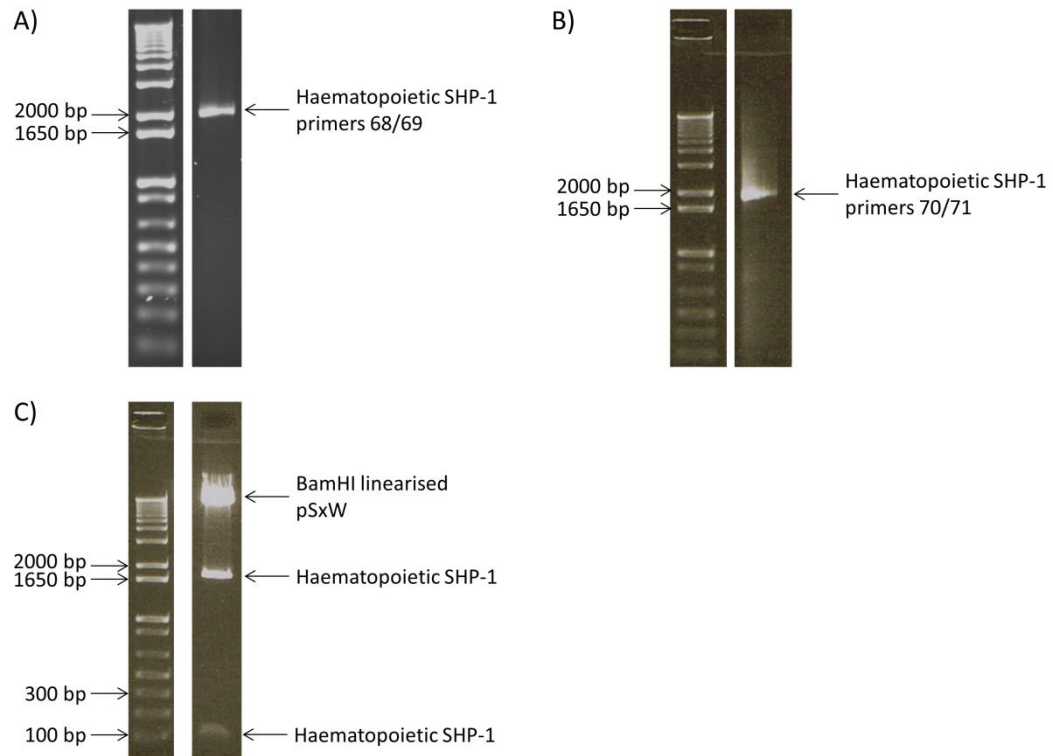 A)
2000 bp
1650 bp
Haematopoietic SHP-1
primers 68/69
B)
2000 bp
1650 bp
Haematopoietic SHP-1
primers 70/71
C)
2000 bp
1650 bp
300 bp
100 bp
BamHI linearised
pSxW
Haematopoietic SHP-1
Haematopoietic SHP-1